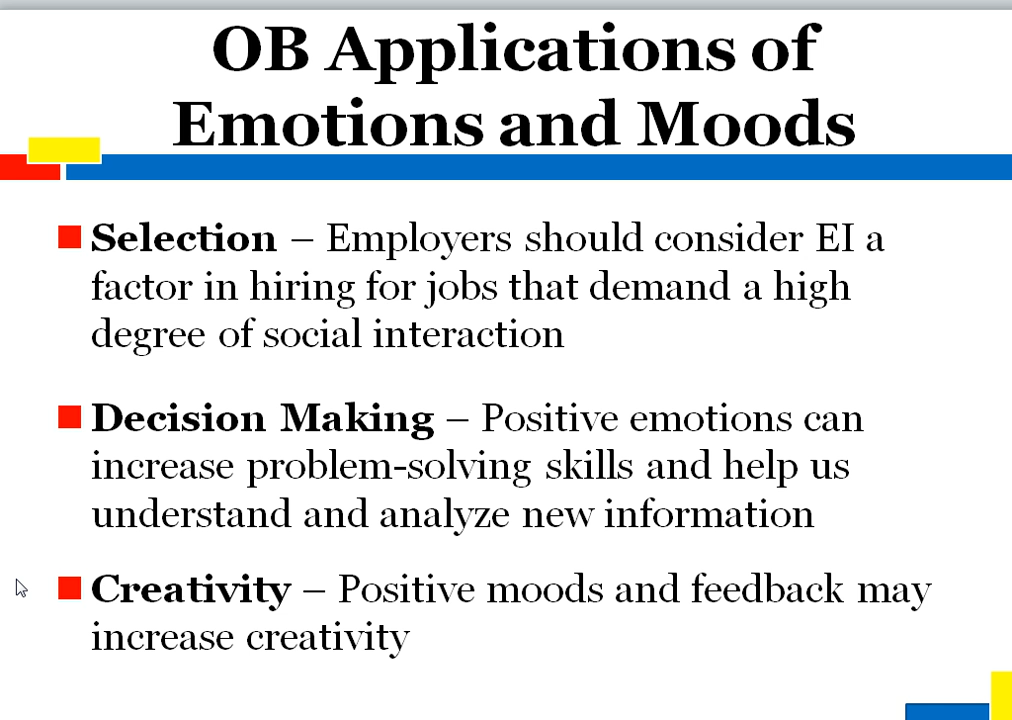 OB Applications of
Emotions and Moods
Selection – Employers should consider EI a
factor in hiring for jobs that demand a high
degree of social interaction
Decision Making – Positive emotions can
increase problem-solving skills and help us
understand and analyze new information
Creativity – Positive moods and feedback may
increase creativity